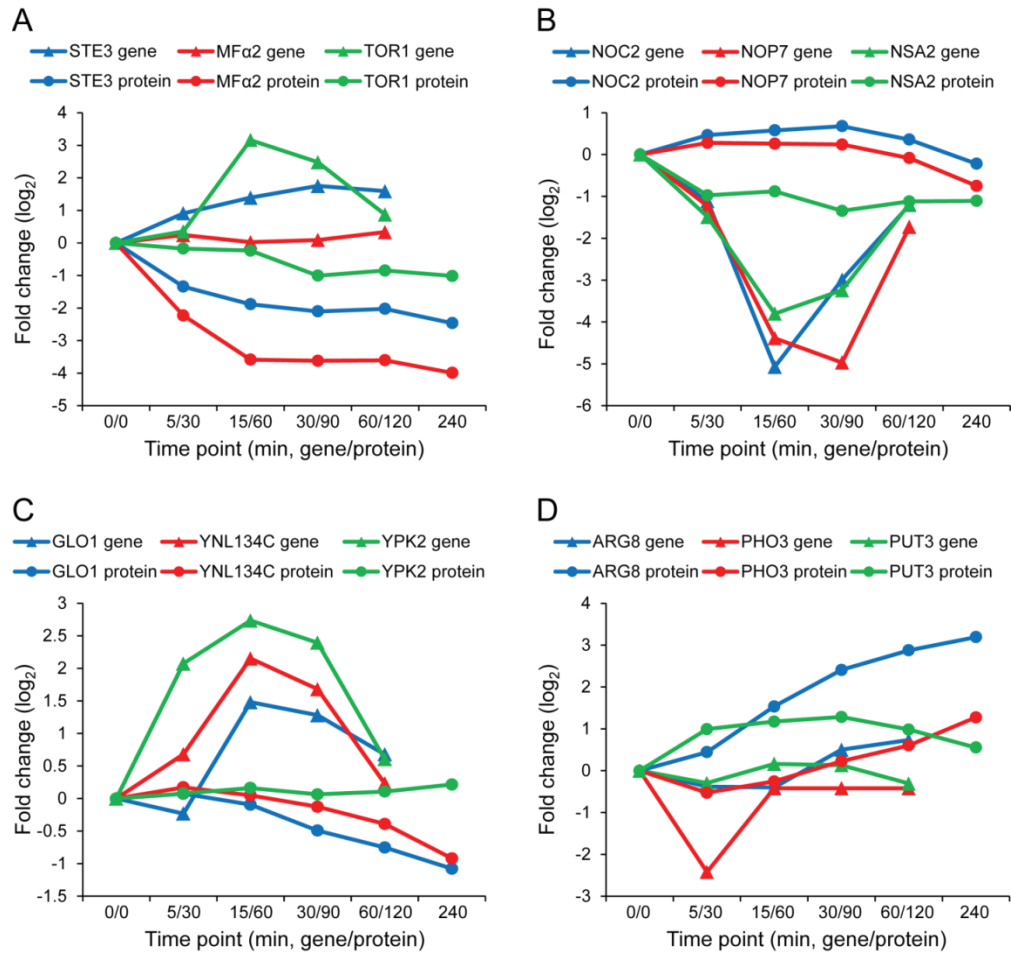 A
STE3 gene MFα2 gene TOR1 gene
STE3 protein MFα2 protein TOR1 protein
4
3
2
1
0
-1
-2
-3
-4
-5
Fold change (log2)
0/0 5/30 15/60 30/90 60/120 240
Time point (min, gene/protein)
B
NOC2 gene NOP7 gene NSA2 gene
NOC2 protein NOP7 protein NSA2 protein
1
0
-1
-2
-3
-4
-5
-6
Fold change (log2)
0/0 5/30 15/60 30/90 60/120 240
Time point (min, gene/protein)
C
GLO1 gene YNL134C gene YPK2 gene
GLO1 protein YNL134C protein YPK2 protein
3
2.5
2
1.5
1
0.5
0
-0.5
-1
-1.5
Fold change (log2)
0/0 5/30 15/60 30/90 60/120 240
Time point (min, gene/protein)
D
ARG8 gene PHO3 gene PUT3 gene
ARG8 protein PHO3 protein PUT3 protein
4
3
2
1
0
-1
-2
-3
Fold change (log2)
0/0 5/30 15/60 30/90 60/120 240
Time point (min, gene/protein)